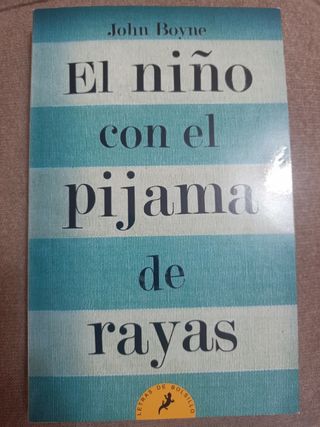 John Boyne
El niño
con el
pijama
de
rayas
LETRAS DE BOLSILLO